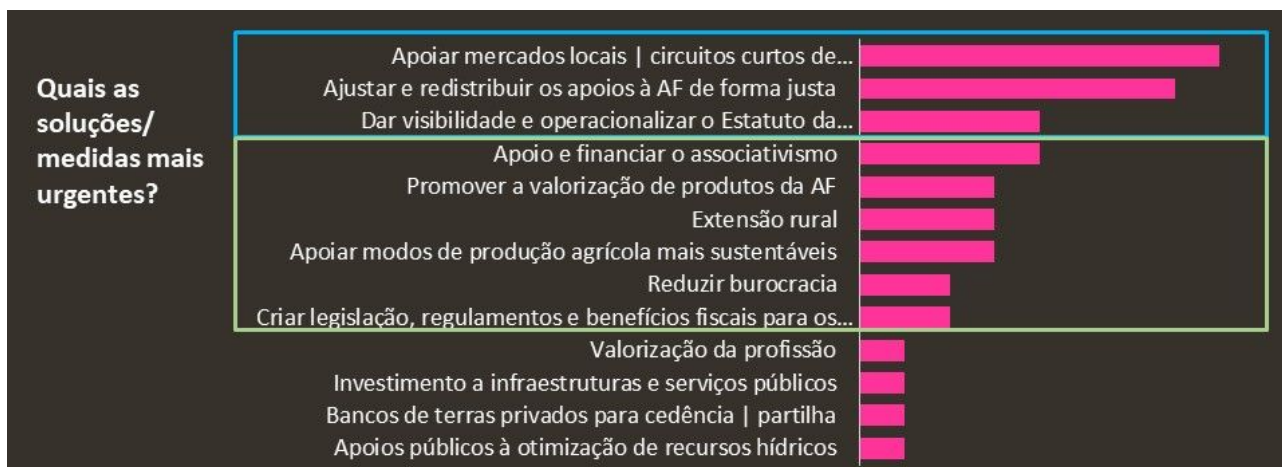 Quais as
soluções/
medidas mais
urgentes?
Apoiar mercados locais | circuitos curtos de...
Ajustar e redistribuir os apoios à AF de forma justa
Dar visibilidade e operacionalizar o Estatuto da...
Apoio e financiar o associativismo
Promover a valorização de produtos da AF
Extensão rural
Apoiar modos de produção agrícola mais sustentáveis
Reduzir burocracia
Criar legislação, regulamentos e benefícios fiscais para os...
Valorização da profissão
Investimento a infraestruturas e serviços públicos
Bancos de terras privados para cedência | partilha
Apoios públicos à otimização de recursos hídricos